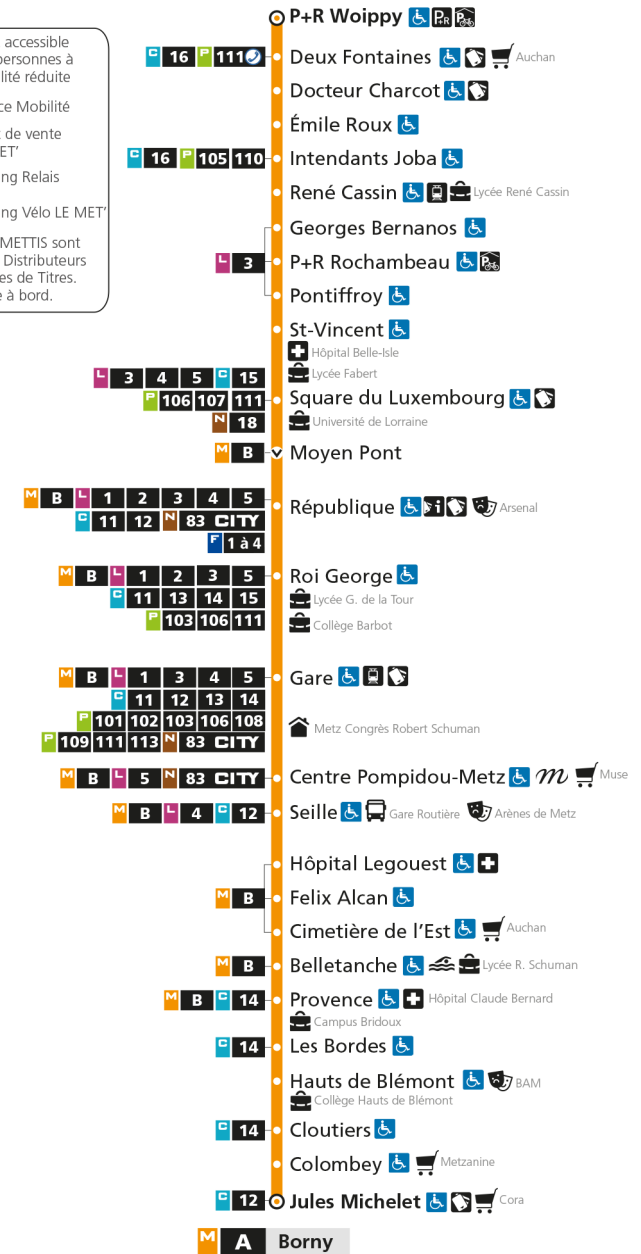 accessible
personnes à
lité réduite
ce Mobilité
de vente
ET'
ng Relais
ng Vélo LE MET'
METTIS sont
Distributeurs
es de Titres.
à bord.
P+R Woippy P+R
C 16 P 111 Deux Fontaines Auchan
Docteur Charcot
Émile Roux
C 16 P 105 110 Intendants Joba
René Cassin Lycée René Cassin
Georges Bernanos
L 3 P+R Rochambeau
Pontiffroy
St-Vincent
Hôpital Belle-Isle
L 3 4 5 C 15 Lycée Fabert
P 106 107 111 Square du Luxembourg
N 18 Université de Lorraine
M B Moyen Pont
M B L 1 2 3 4 5
République Arsenal
C 11 12 N 83 CITY
F 1 à 4
M B L 1 2 3 5 Roi George
C 11 13 14 15 Lycée G. de la Tour
P 103 106 111 Collège Barbot
M B L 1 3 4 5 Gare
C 11 12 13 14
P 101 102 103 106 108
Metz Congrès Robert Schuman
P 109 111 113 N 83 CITY
M B L 5 N 83 CITY Centre Pompidou-Metz m Muse
M B L 4 C 12 Seille Gare Routière Arènes de Metz
Hôpital Legouest
M B Felix Alcan
Cimetière de l'Est Auchan
M B Belletanche Lycée R. Schuman
M B C 14 Provence Hôpital Claude Bernard
Campus Bridoux
C 14 Les Bordes
Hauts de Blémont BAM
Collège Hauts de Blémont
C 14 Cloutiers
Colombey Metzanine
C 12 Jules Michelet Cora
M A Borny